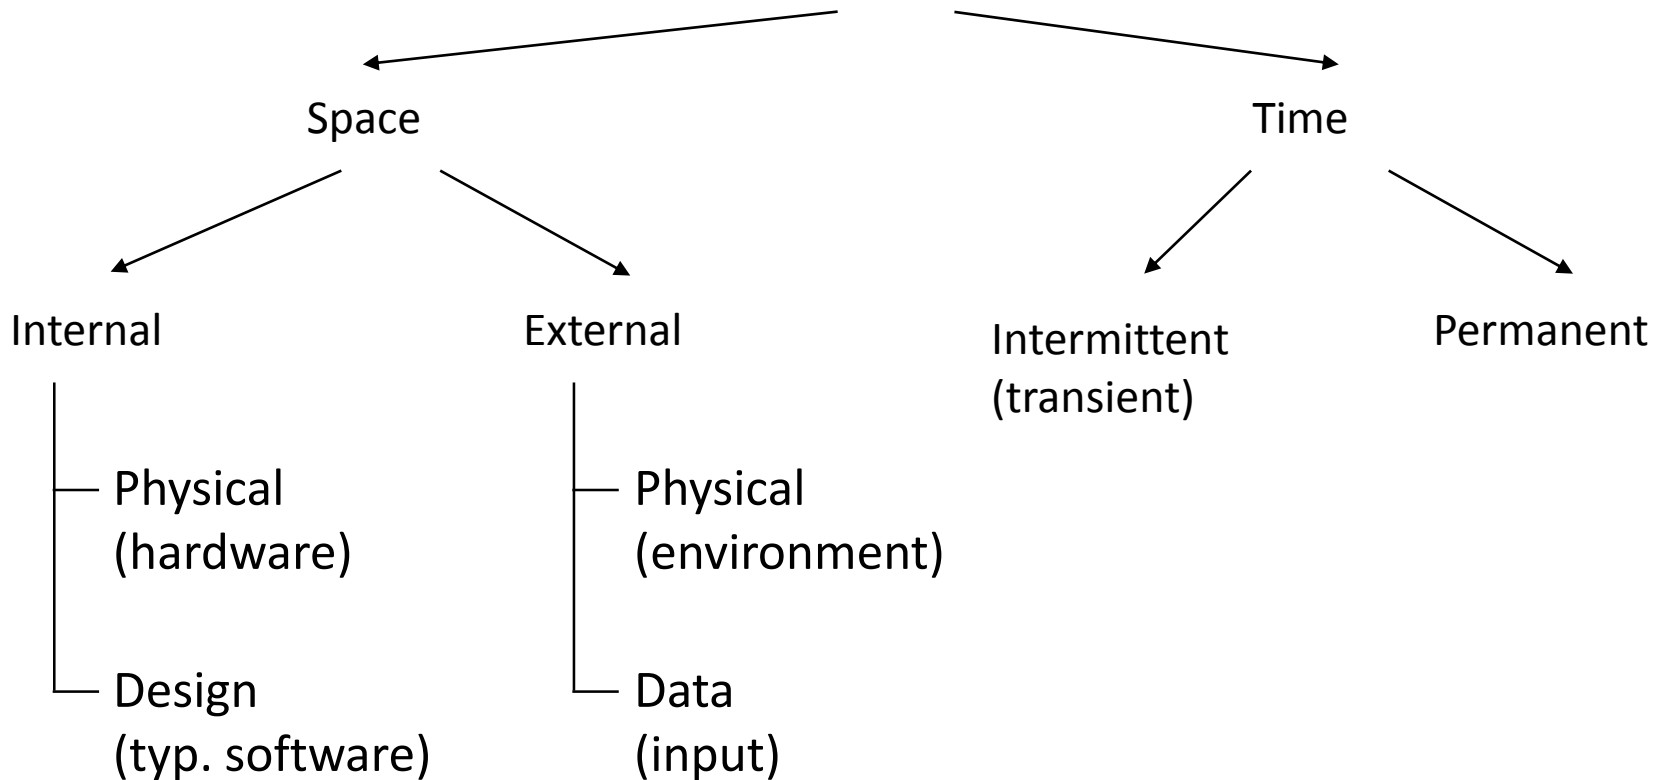 Space
Time
Internal
External
Intermittent
(transient)
Permanent
Physical
(hardware)
Physical
(environment)
Design
(typ. software)
Data
(input)